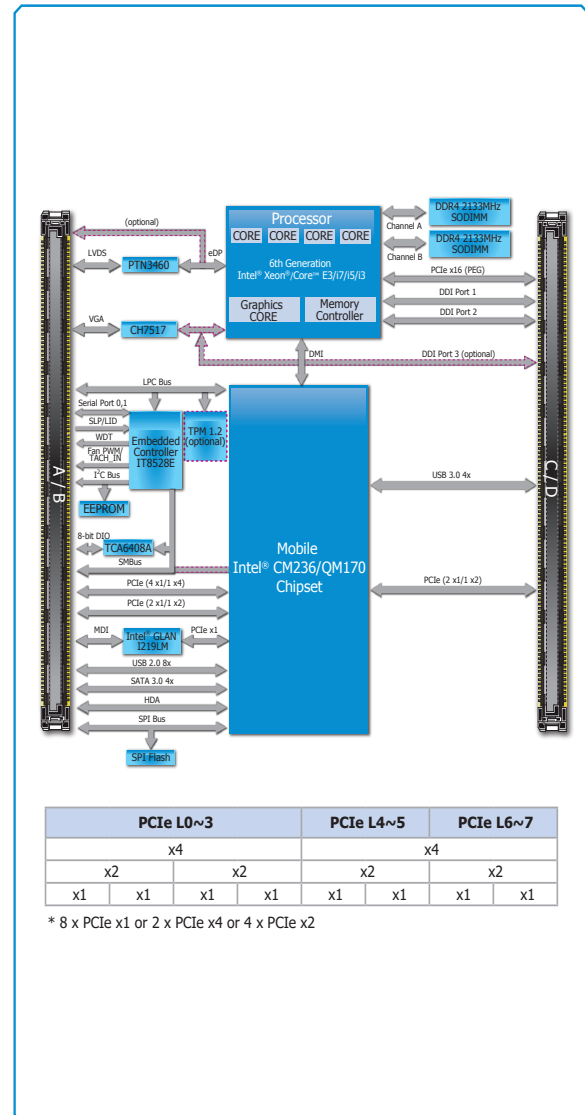 Processor
CORE CORE CORE CORE
6th Generation
Intel® Xeon®/Core™ E3/i7/i5/i3
Graphics
CORE
Memory
Controller
DDR4 2133MHz
SODIMM
Channel A
DDR4 2133MHz
SODIMM
Channel B
(optional)
LVDS
PTN3460
eDP
PCIe x16 (PEG)
DDI Port 1
DDI Port 2
VGA
CH7517
DMI
DDI Port 3 (optional)
LPC Bus
Serial Port 0,1
SLP/LID
WDT
Fan PWM/
TACH_IN
I²C Bus
Embedded
Controller
IT8528E
TPM 1.2
(optional)
EEPROM
A / B
C / D
8-bit DIO
TCA6408A
SMBus
USB 3.0 4x
Mobile
Intel® CM236/QM170
Chipset
PCIe (4 x1/1 x4)
PCIe (2 x1/1 x2)
PCIe (2 x1/1 x2)
MDI
Intel® GLAN
I219LM
PCIe x1
USB 2.0 8x
SATA 3.0 4x
HDA
SPI Bus
SPI Flash
PCIe L0~3 PCIe L4~5 PCIe L6~7
x4 x4
x2 x2 x2 x2
x1 x1 x1 x1 x1 x1 x1 x1
* 8 x PCIe x1 or 2 x PCIe x4 or 4 x PCIe x2